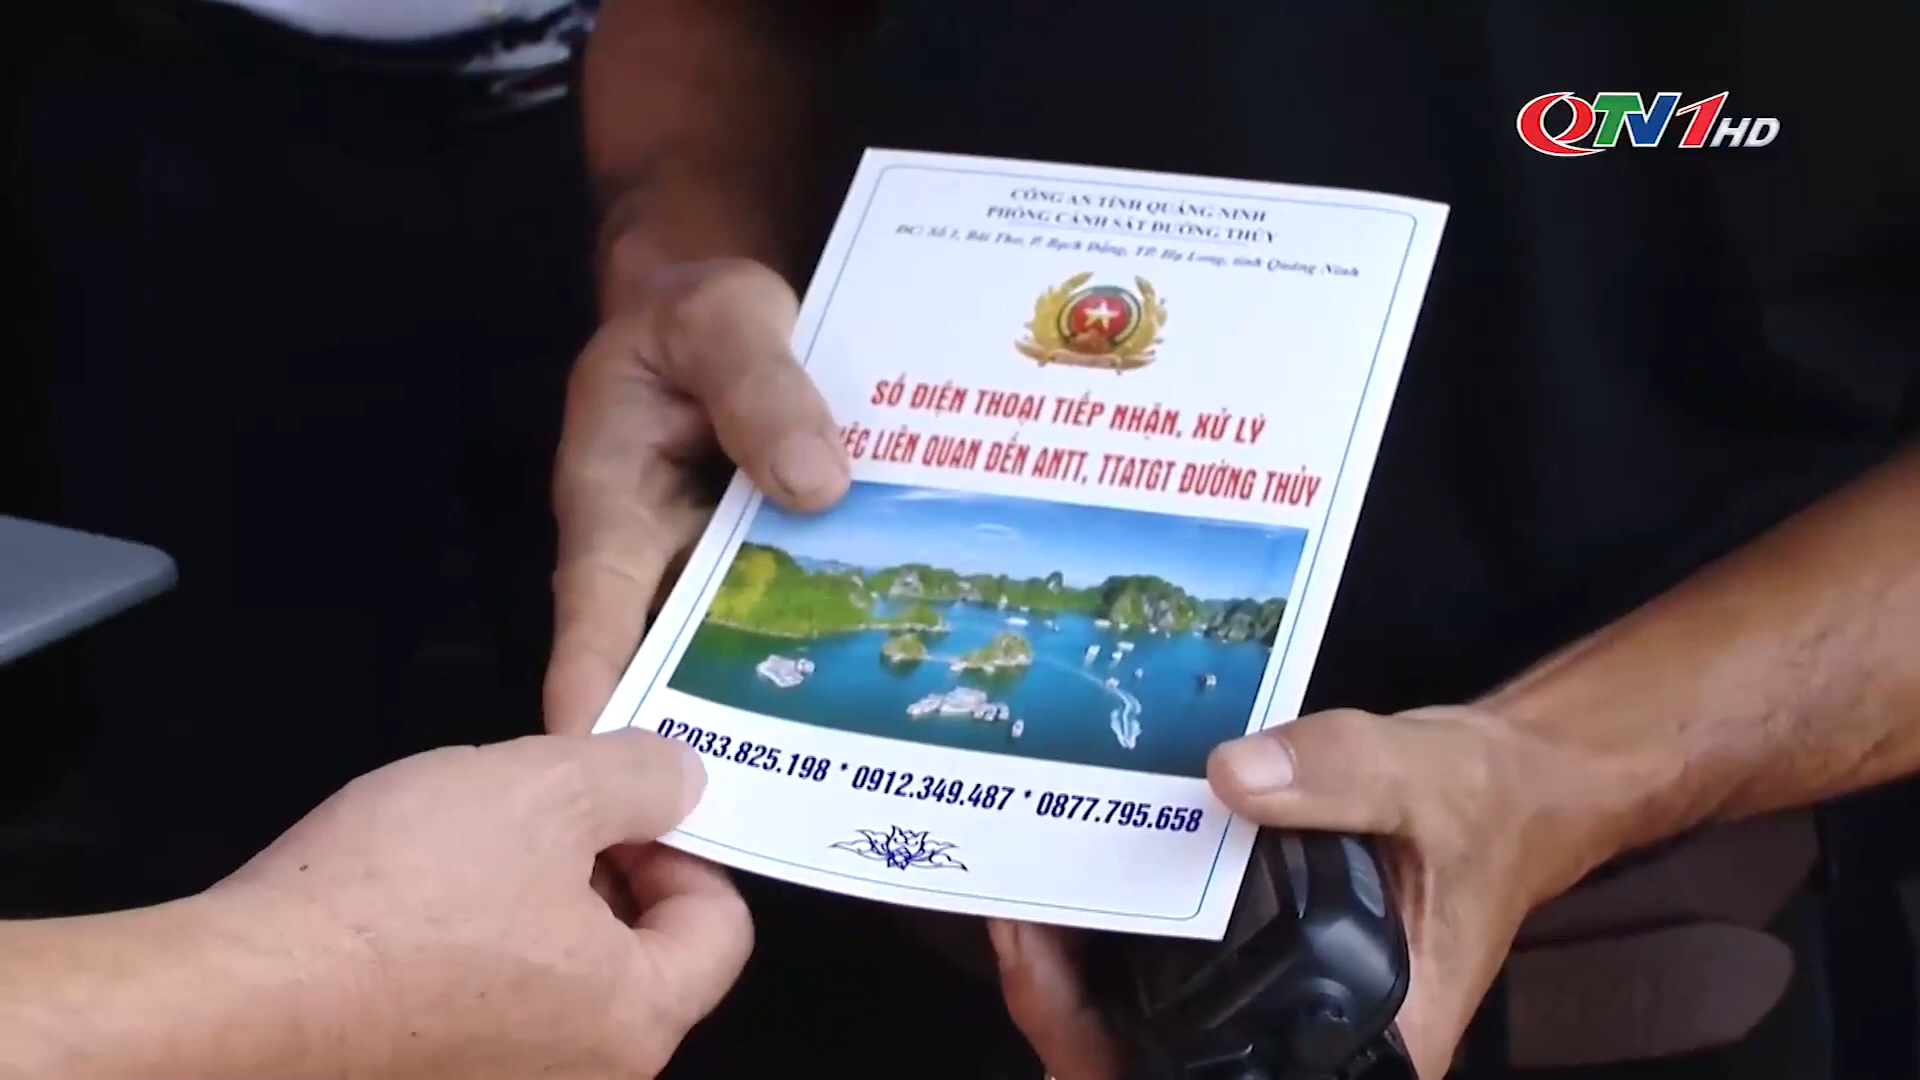 QTV1HD
CÔNG AN TỈNH QUẢNG NINH
PHÒNG CẢNH SÁT ĐƯỜNG THỦY
ĐC: Số 1, Bài Thơ, P. Bạch Đằng, TP. Hạ Long, tỉnh Quảng Ninh
SỐ ĐIỆN THOẠI TIẾP NHẬN, XỬ LÝ
LIÊN QUAN ĐẾN ANTT, TTATGT ĐƯỜNG THỦY
02033.825.198 * 0912.349.487 * 0877.795.658